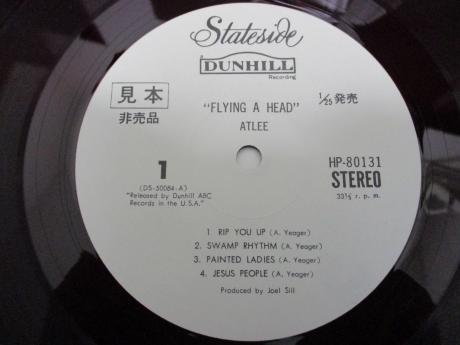 Stateside
DUNHILL
Recording
見本
非売品
"FLYING A HEAD"
ATLEE
1/25発売
1
(DS-50084-A)
"Released by Dunhill ABC
Records in the U.S.A."
HP-80131
STEREO
33⅓ r. p. m.
1 RIP YOU UP (A. Yeager)
2. SWAMP RHYTHM (A. Yeager)
3. PAINTED LADIES (A. Yeager)
4. JESUS PEOPLE (A. Yeager)
Produced by Joel Sill